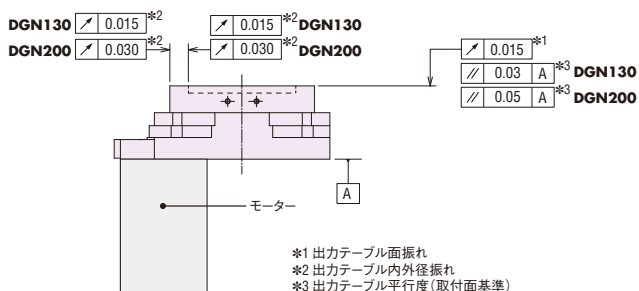 DGN130 ↗ 0.015 *2
DGN200 ↗ 0.030 *2
↗ 0.015 *2 DGN130
↗ 0.030 *2 DGN200
↗ 0.015 *1
// 0.03 A *3 DGN130
// 0.05 A *3 DGN200
A
モーター
*1 出力テーブル面振れ
*2 出力テーブル内外径振れ
*3 出力テーブル平行度(取付面基準)